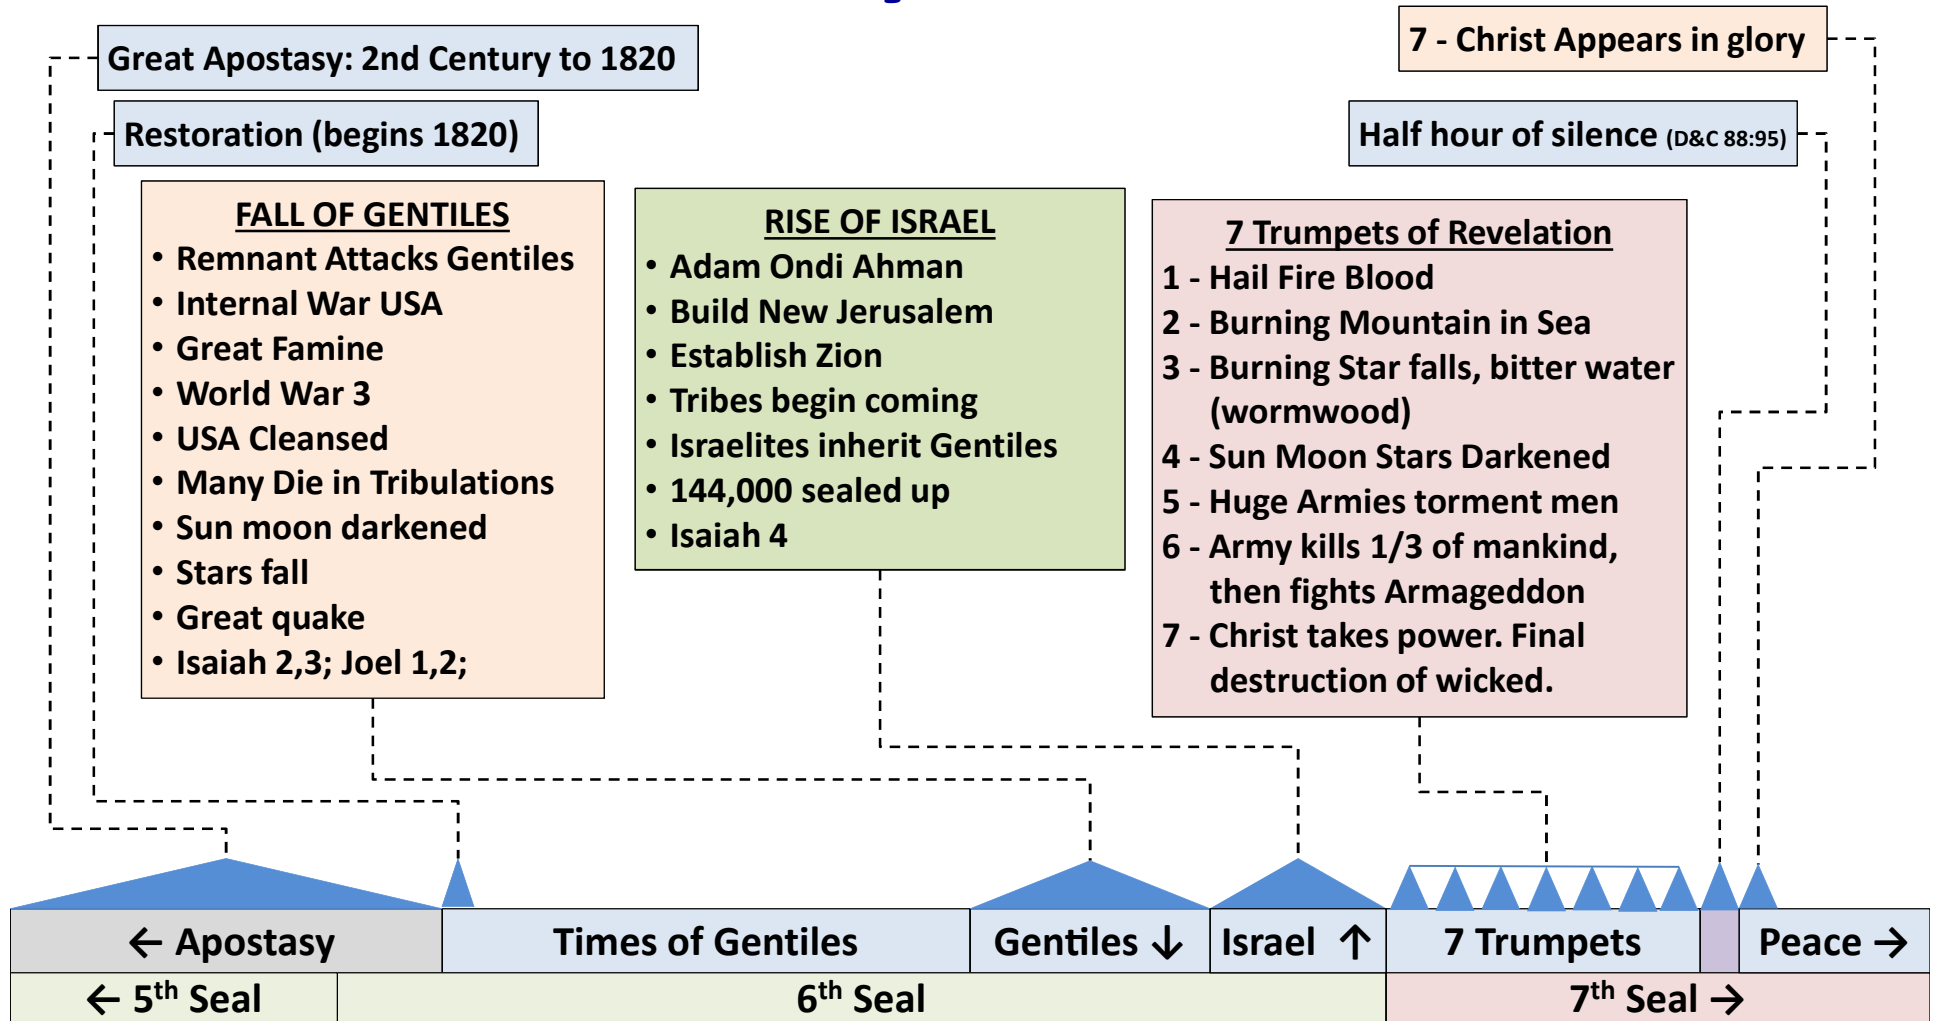 Great Apostasy: 2nd Century to 1820
7 - Christ Appears in glory
Restoration (begins 1820)
Half hour of silence (D&C 88:95)
FALL OF GENTILES
• Remnant Attacks Gentiles
• Internal War USA
• Great Famine
• World War 3
• USA Cleansed
• Many Die in Tribulations
• Sun moon darkened
• Stars fall
• Great quake
• Isaiah 2,3; Joel 1,2;
RISE OF ISRAEL
• Adam Ondi Ahman
• Build New Jerusalem
• Establish Zion
• Tribes begin coming
• Israelites inherit Gentiles
• 144,000 sealed up
• Isaiah 4
7 Trumpets of Revelation
1 - Hail Fire Blood
2 - Burning Mountain in Sea
3 - Burning Star falls, bitter water
(wormwood)
4 - Sun Moon Stars Darkened
5 - Huge Armies torment men
6 - Army kills 1/3 of mankind,
then fights Armageddon
7 - Christ takes power. Final
destruction of wicked.
← Apostasy
Times of Gentiles
Gentiles ↓
Israel ↑
7 Trumpets
Peace →
← 5th Seal
6th Seal
7th Seal →